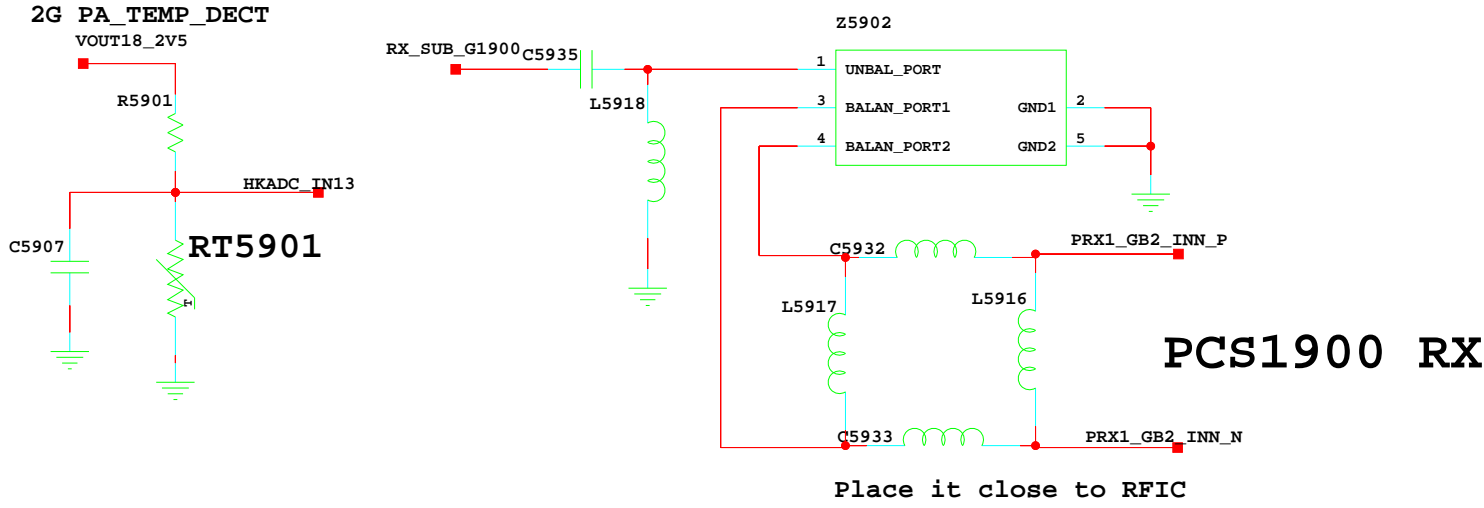 2G PA_TEMP_DECT
VOUT18_2V5
R5901
HKADC_IN13
C5907
RT5901
T
RX_SUB_G1900
C5935
L5918
Z5902
1
UNBAL_PORT
3
BALAN_PORT1
GND1
2
4
BALAN_PORT2
GND2
5
C5932
PRX1_GB2_INN_P
L5917
L5916
PCS1900 RX
C5933
PRX1_GB2_INN_N
Place it close to RFIC